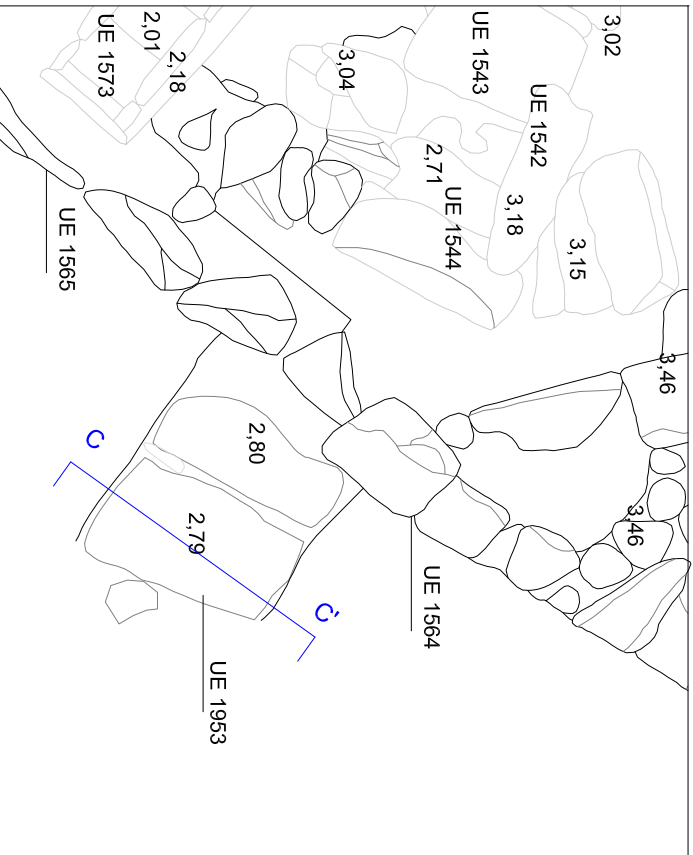 3,02
UE 1543
UE 1542
2,01
2,18
UE 1573
3,04
2,71
3,18
UE 1544
3,15
UE 1565
3,46
3,46
2,80
C
2,79
C'
UE 1564
UE 1953